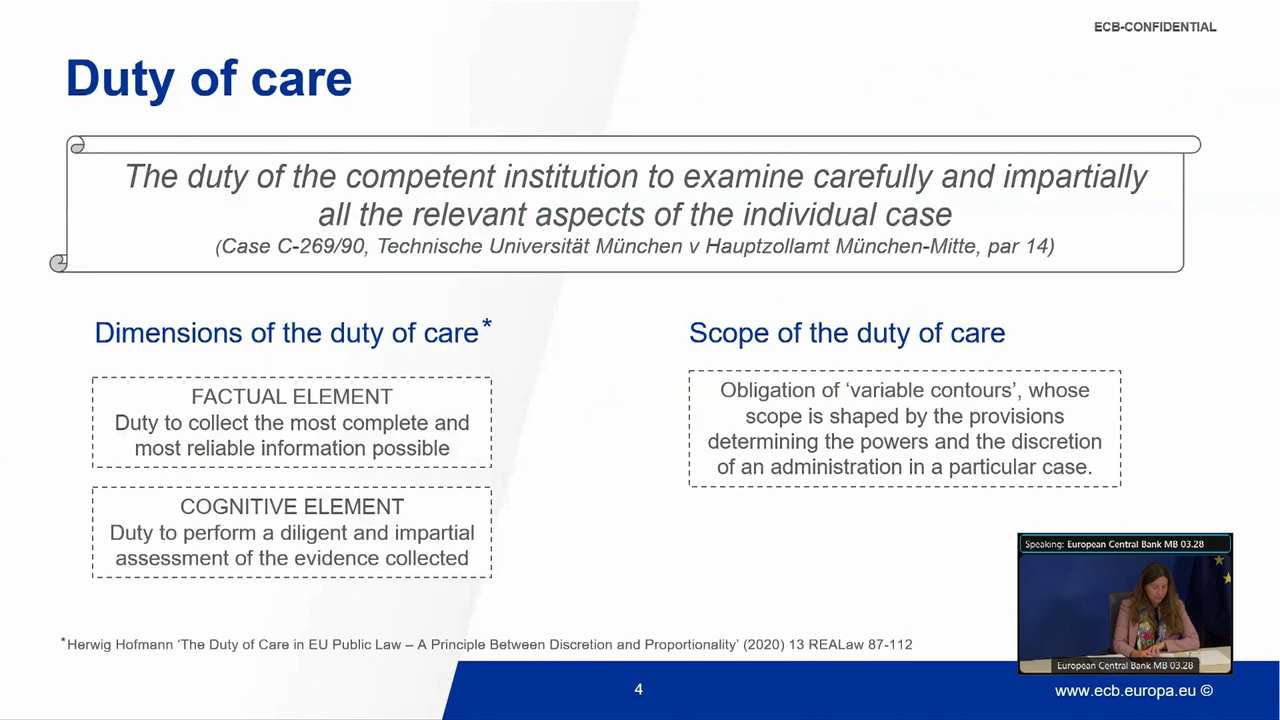 ECB-CONFIDENTIAL
Duty of care
The duty of the competent institution to examine carefully and impartially
all the relevant aspects of the individual case
(Case C-269/90, Technische Universität München v Hauptzollamt München-Mitte, par 14)
Dimensions of the duty of care*
FACTUAL ELEMENT
Duty to collect the most complete and
most reliable information possible
COGNITIVE ELEMENT
Duty to perform a diligent and impartial
assessment of the evidence collected
Scope of the duty of care
Obligation of ‘variable contours’, whose
scope is shaped by the provisions
determining the powers and the discretion
of an administration in a particular case.
Speaking: European Central Bank MB 03.28
European Central Bank MB 03.28
*Herwig Hofmann ‘The Duty of Care in EU Public Law – A Principle Between Discretion and Proportionality’ (2020) 13 REALaw 87-112
4
www.ecb.europa.eu ©